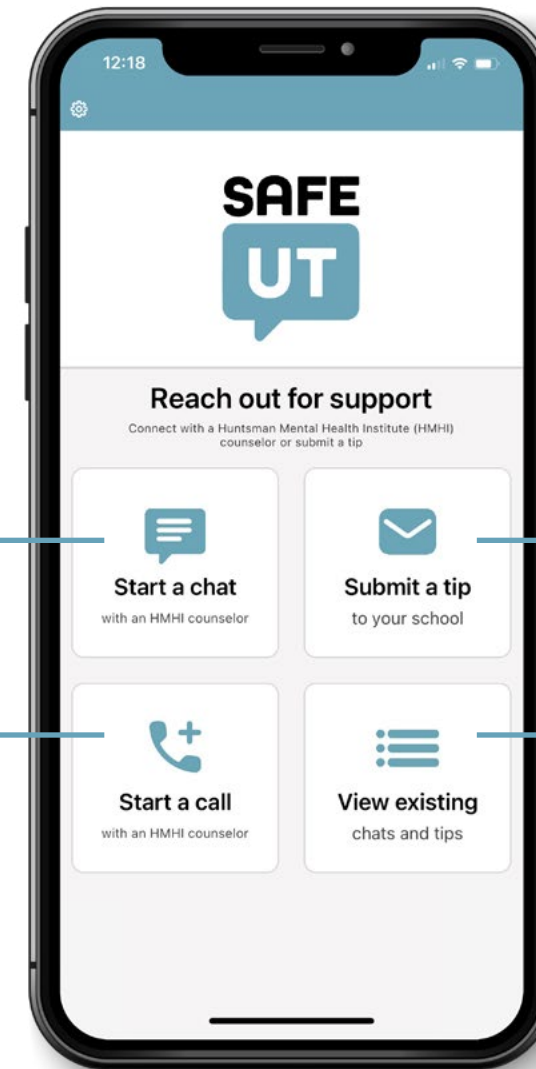 12:18
SAFE
UT
Reach out for support
Connect with a Huntsman Mental Health Institute (HMHI)
counselor or submit a tip
Start a chat
with an HMHI counselor
Submit a tip
to your school
Start a call
with an HMHI counselor
View existing
chats and tips